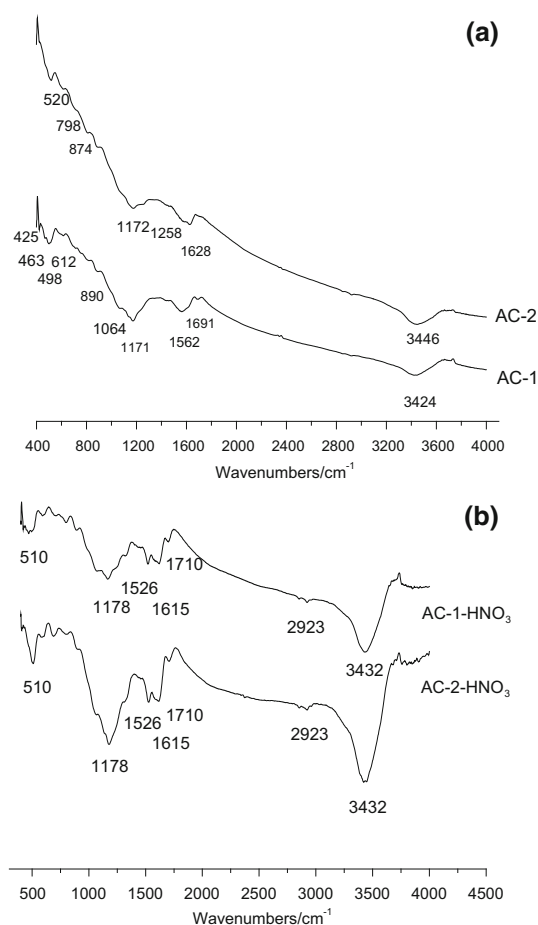 (a)
520
798
874
1172 1258
1628
AC-2
3446
425
463 612
498
890
1064 1691
1171 1562
AC-1
3424
400 800 1200 1600 2000 2400 2800 3200 3600 4000
Wavenumbers/cm-1
(b)
510
1710
1526
1178 1615
2923
AC-1-HNO3
3432
510
1710
1526
1615
1178
2923
AC-2-HNO3
3432
500 1000 1500 2000 2500 3000 3500 4000 4500
Wavenumbers/cm-1